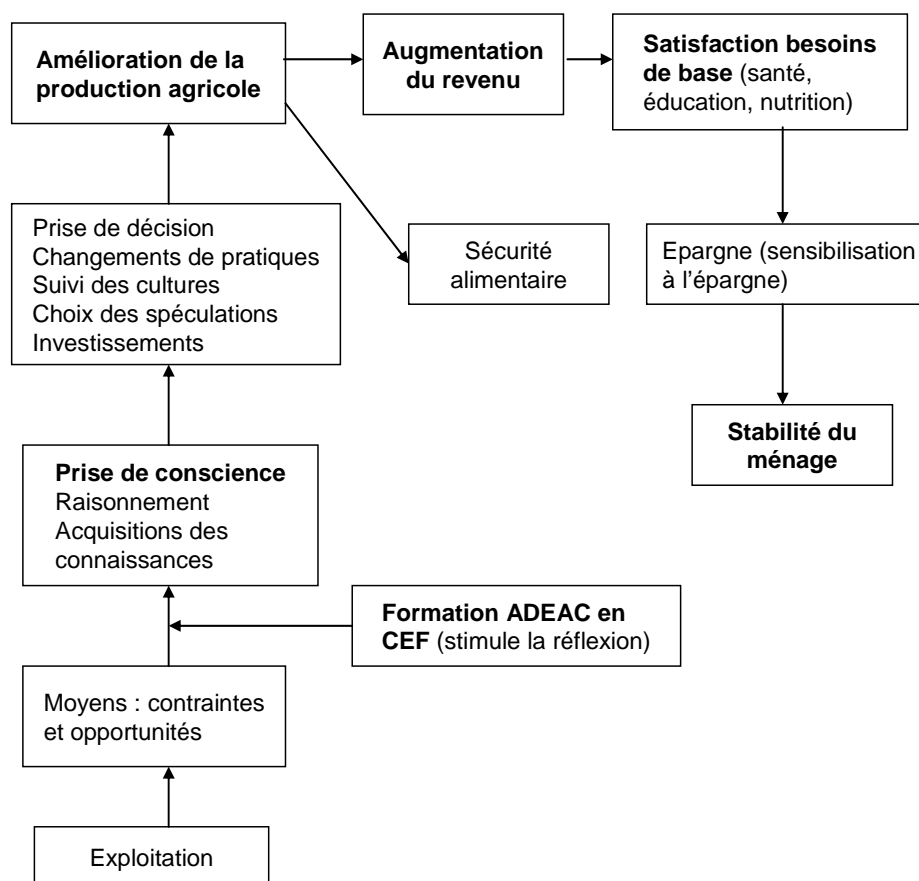 Amélioration de la
production agricole
Augmentation
du revenu
Satisfaction besoins
de base (santé,
éducation, nutrition)
Prise de décision
Changements de pratiques
Suivi des cultures
Choix des spéculations
Investissements
Sécurité
alimentaire
Epargne (sensibilisation
à l’épargne)
Stabilité du
ménage
Prise de conscience
Raisonnement
Acquisitions des
connaissances
Formation ADEAC en
CEF (stimule la réflexion)
Moyens : contraintes
et opportunités
Exploitation